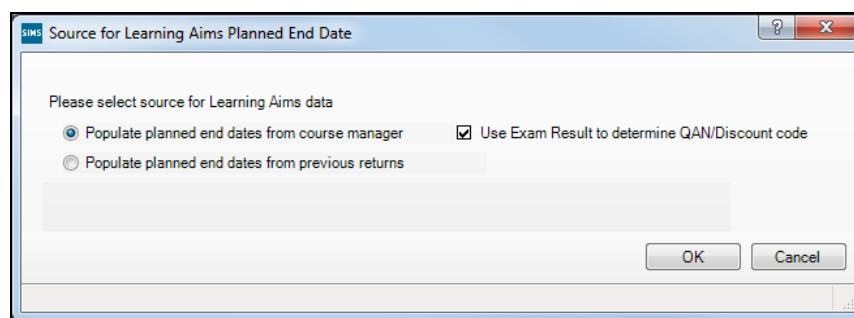 SIMS Source for Learning Aims Planned End Date
?
Please select source for Learning Aims data
Populate planned end dates from course manager Use Exam Result to determine QAN/Discount code
Populate planned end dates from previous returns
OK Cancel